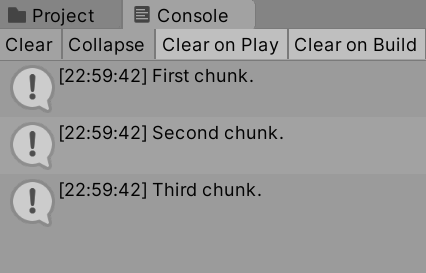 Project Console
Clear Collapse Clear on Play Clear on Build
[22:59:42] First chunk.
[22:59:42] Second chunk.
[22:59:42] Third chunk.